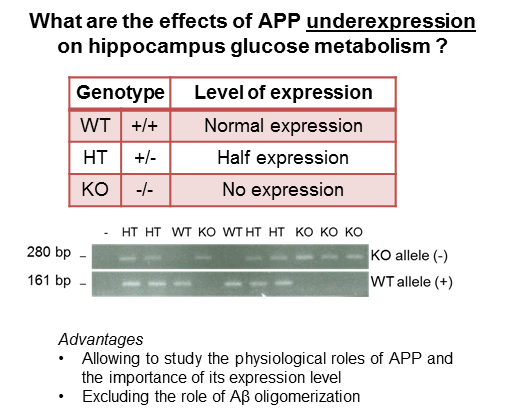 What are the effects of APP underexpression
on hippocampus glucose metabolism ?
Genotype Level of expression
WT +/+ Normal expression
HT +/- Half expression
KO -/- No expression
- HT HT WT KO WT HT HT KO KO KO
280 bp – KO allele (-)
161 bp – WT allele (+)
Advantages
• Allowing to study the physiological roles of APP and
the importance of its expression level
• Excluding the role of Aβ oligomerization